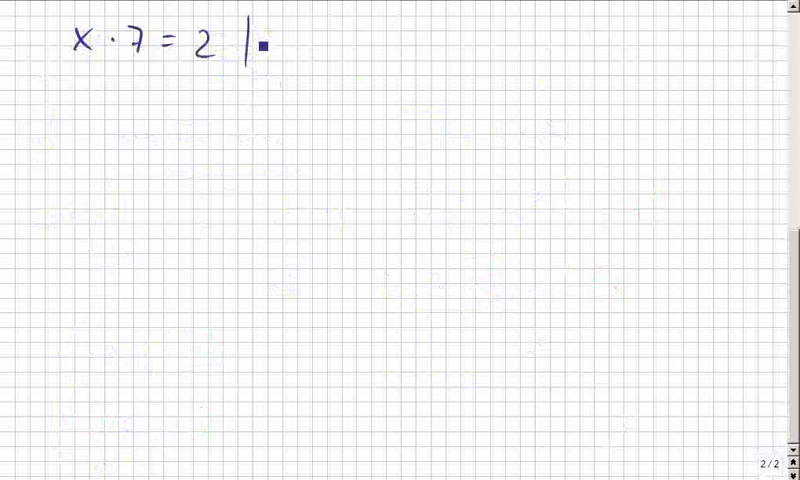 x · 7 = 2 |
2 / 2